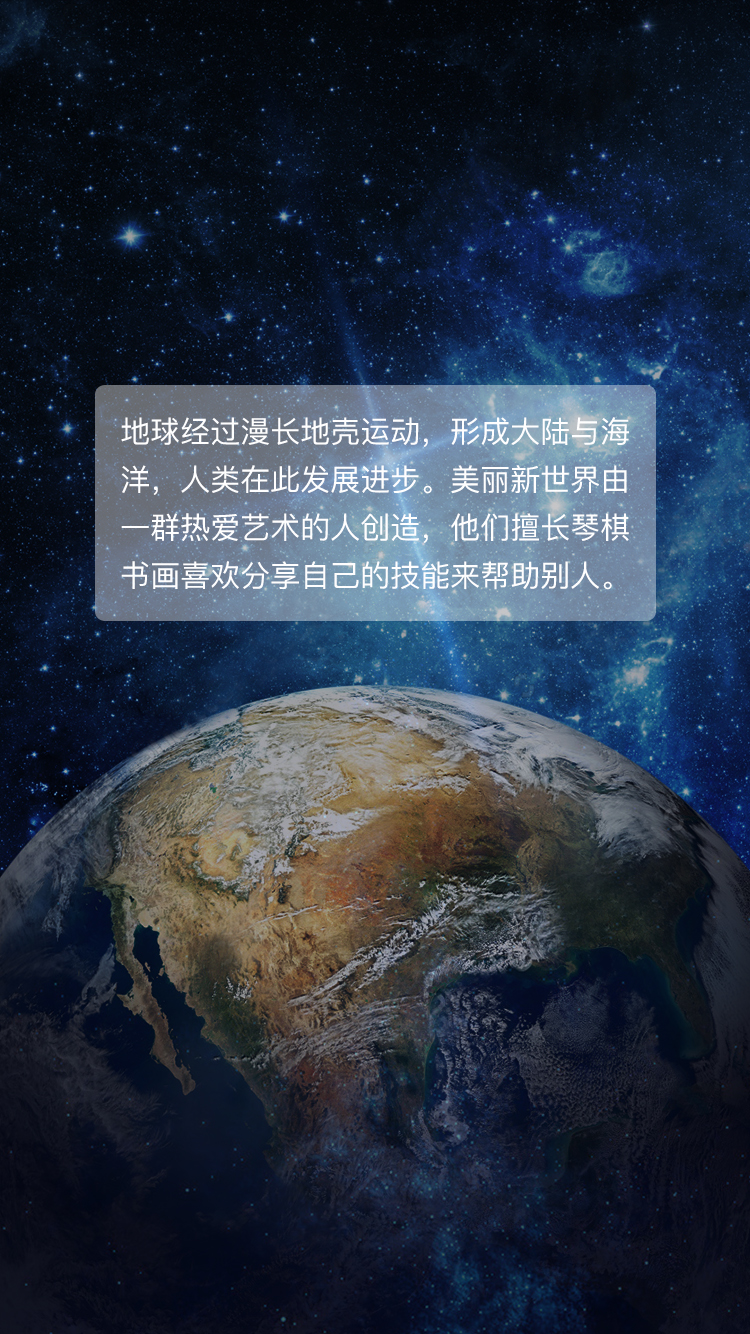 地球经过漫长地壳运动，形成大陆与海
洋，人类在此发展进步。美丽新世界由
一群热爱艺术的人创造，他们擅长琴棋
书画喜欢分享自己的技能来帮助别人。